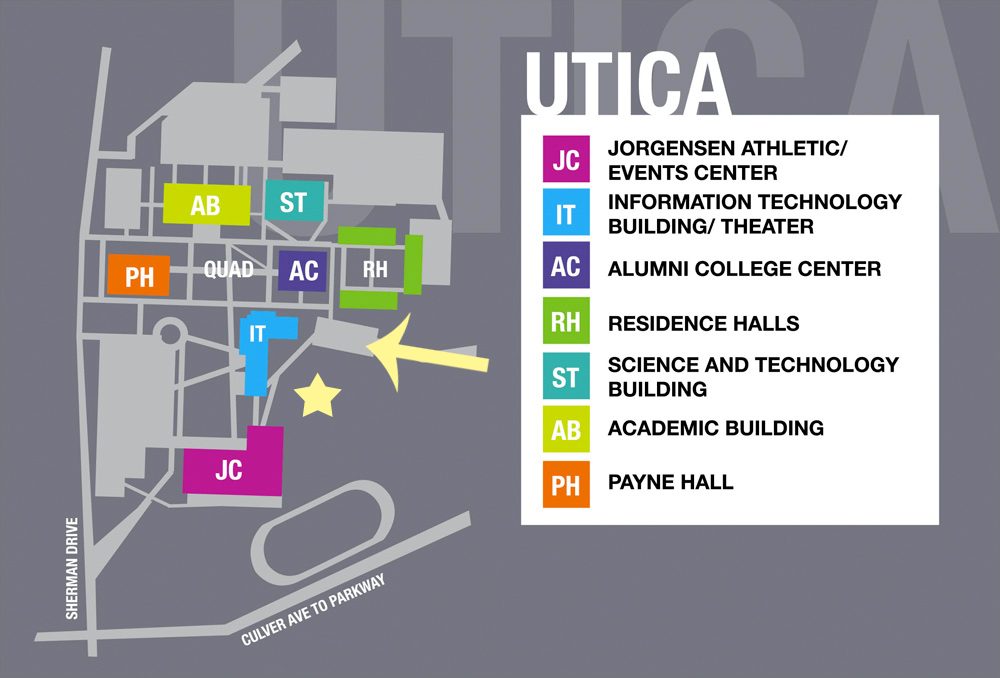 UTICA
UTICA
JC JORGENSEN ATHLETIC/
EVENTS CENTER
IT INFORMATION TECHNOLOGY
BUILDING/ THEATER
AC ALUMNI COLLEGE CENTER
RH RESIDENCE HALLS
ST SCIENCE AND TECHNOLOGY
BUILDING
AB ACADEMIC BUILDING
PH PAYNE HALL
AB
ST
PH
QUAD
AC
RH
IT
JC
SHERMAN DRIVE
CULVER AVE TO PARKWAY